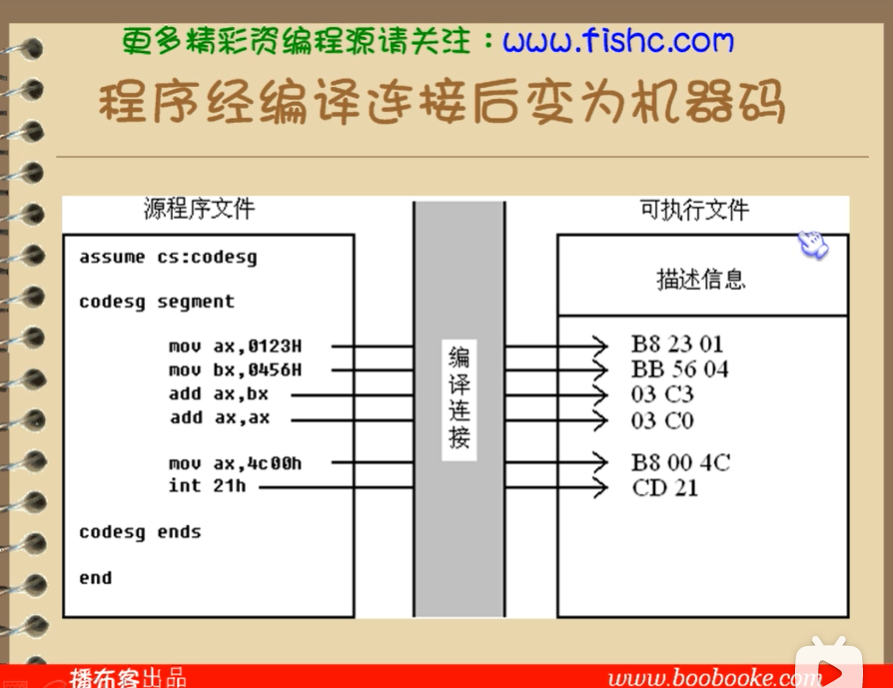 更多精彩资编程源请关注：www.fishc.com
程序经编译连接后变为机器码
源程序文件
可执行文件
assume cs:codesg
codesg segment
mov ax,0123H
mov bx,0456H
add ax,bx
add ax,ax
mov ax,4c00h
int 21h
codesg ends
end
编
译
连
接
描述信息
B8 23 01
BB 56 04
03 C3
03 C0
B8 00 4C
CD 21
播布客出品
www.boobooke.com